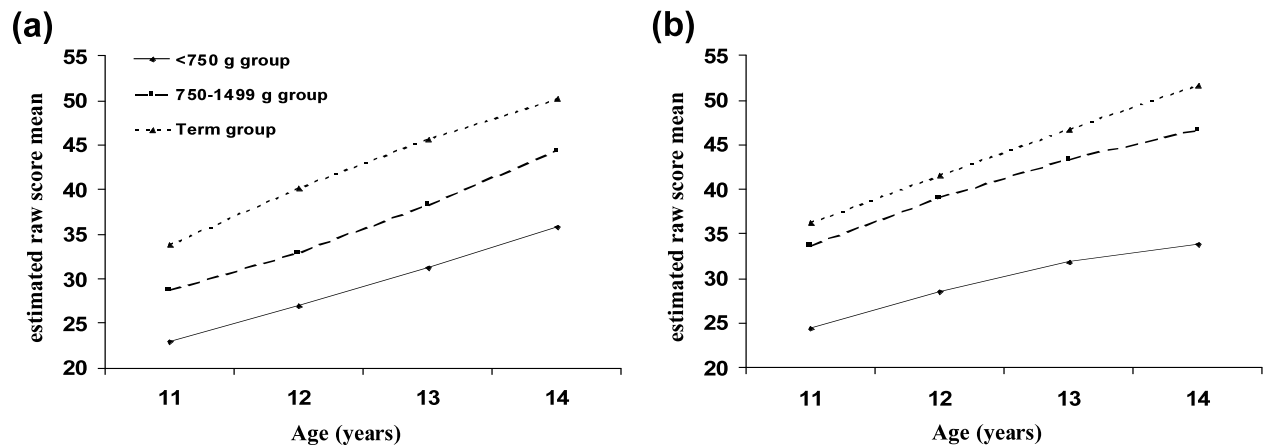 (a)
estimated raw score mean
55
50
45
40
35
30
25
20
<750 g group
750-1499 g group
Term group
11 12 13 14
Age (years)
(b)
estimated raw score mean
55
50
45
40
35
30
25
20
11 12 13 14
Age (years)